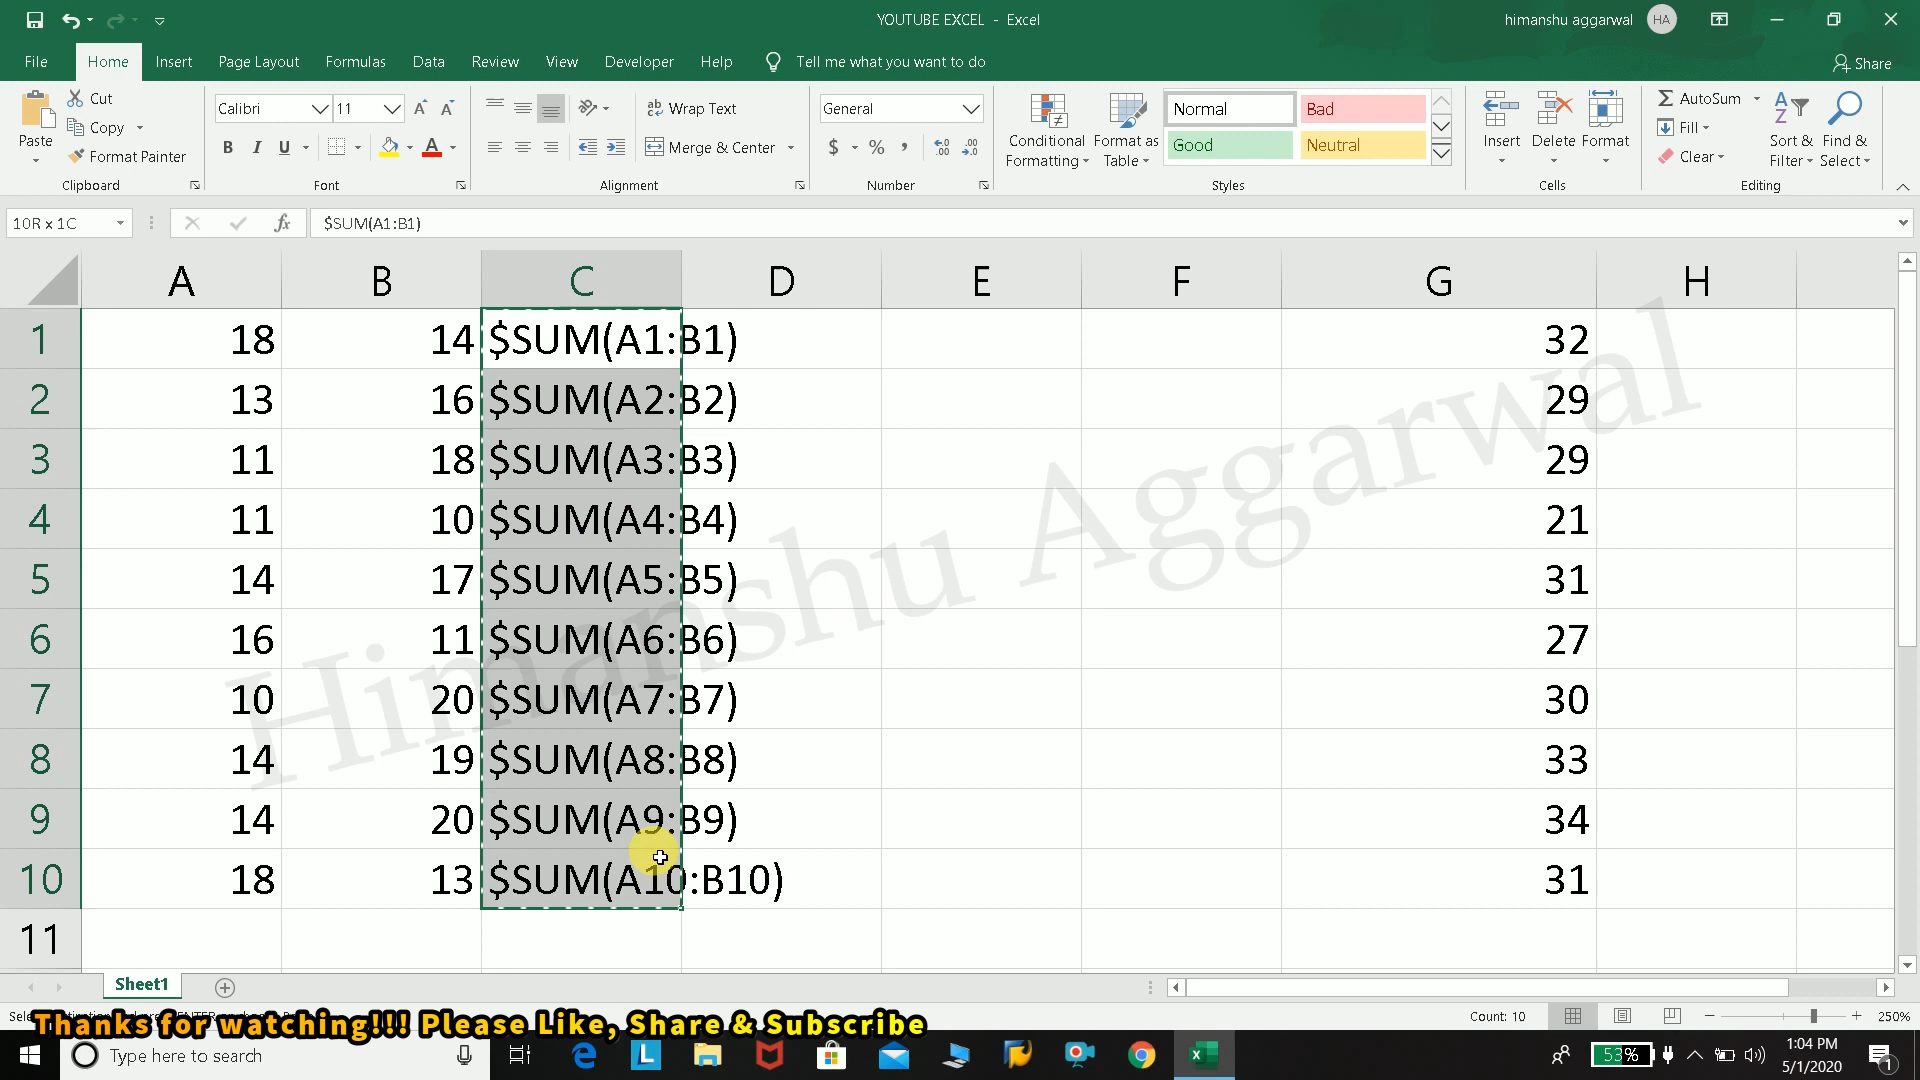 YOUTUBE EXCEL - Excel
himanshu aggarwal HA
File Home Insert Page Layout Formulas Data Review View Developer Help Tell me what you want to do Share
Paste Cut Copy Format Painter Clipboard
Calibri 11 B I U A Font
Wrap Text Merge & Center Alignment
General $ % , Number
Conditional Formatting Format as Table Normal Bad Good Neutral Styles
Insert Delete Format Cells
AutoSum Fill Clear Sort & Filter Find & Select Editing
10R x 1C fx $SUM(A1:B1)
A B C D E F G H
1 18 14 $SUM(A1:B1) 32
2 13 16 $SUM(A2:B2) 29
3 11 18 $SUM(A3:B3) 29
4 11 10 $SUM(A4:B4) 21
5 14 17 $SUM(A5:B5) 31
6 16 11 $SUM(A6:B6) 27
7 10 20 $SUM(A7:B7) 30
8 14 19 $SUM(A8:B8) 33
9 14 20 $SUM(A9:B9) 34
10 18 13 $SUM(A10:B10) 31
11
Himanshu Aggarwal
Sheet1
Thanks for watching!!! Please Like, Share & Subscribe
Count: 10 250%
Type here to search 53% 1:04 PM
5/1/2020 1